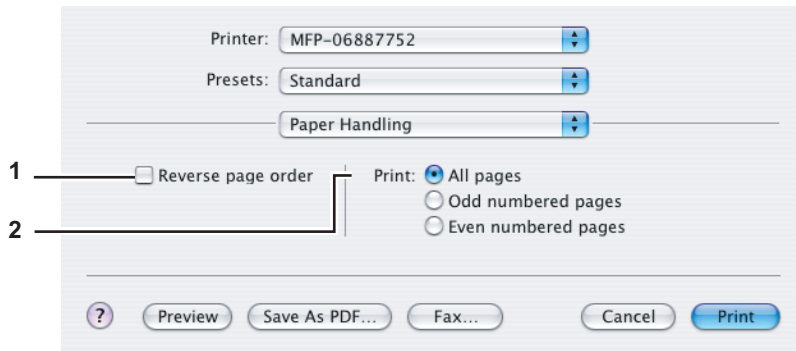 Printer: MFP-06887752
Presets: Standard
Paper Handling
1 Reverse page order Print: All pages
Odd numbered pages
2 Even numbered pages
? Preview Save As PDF... Fax... Cancel Print